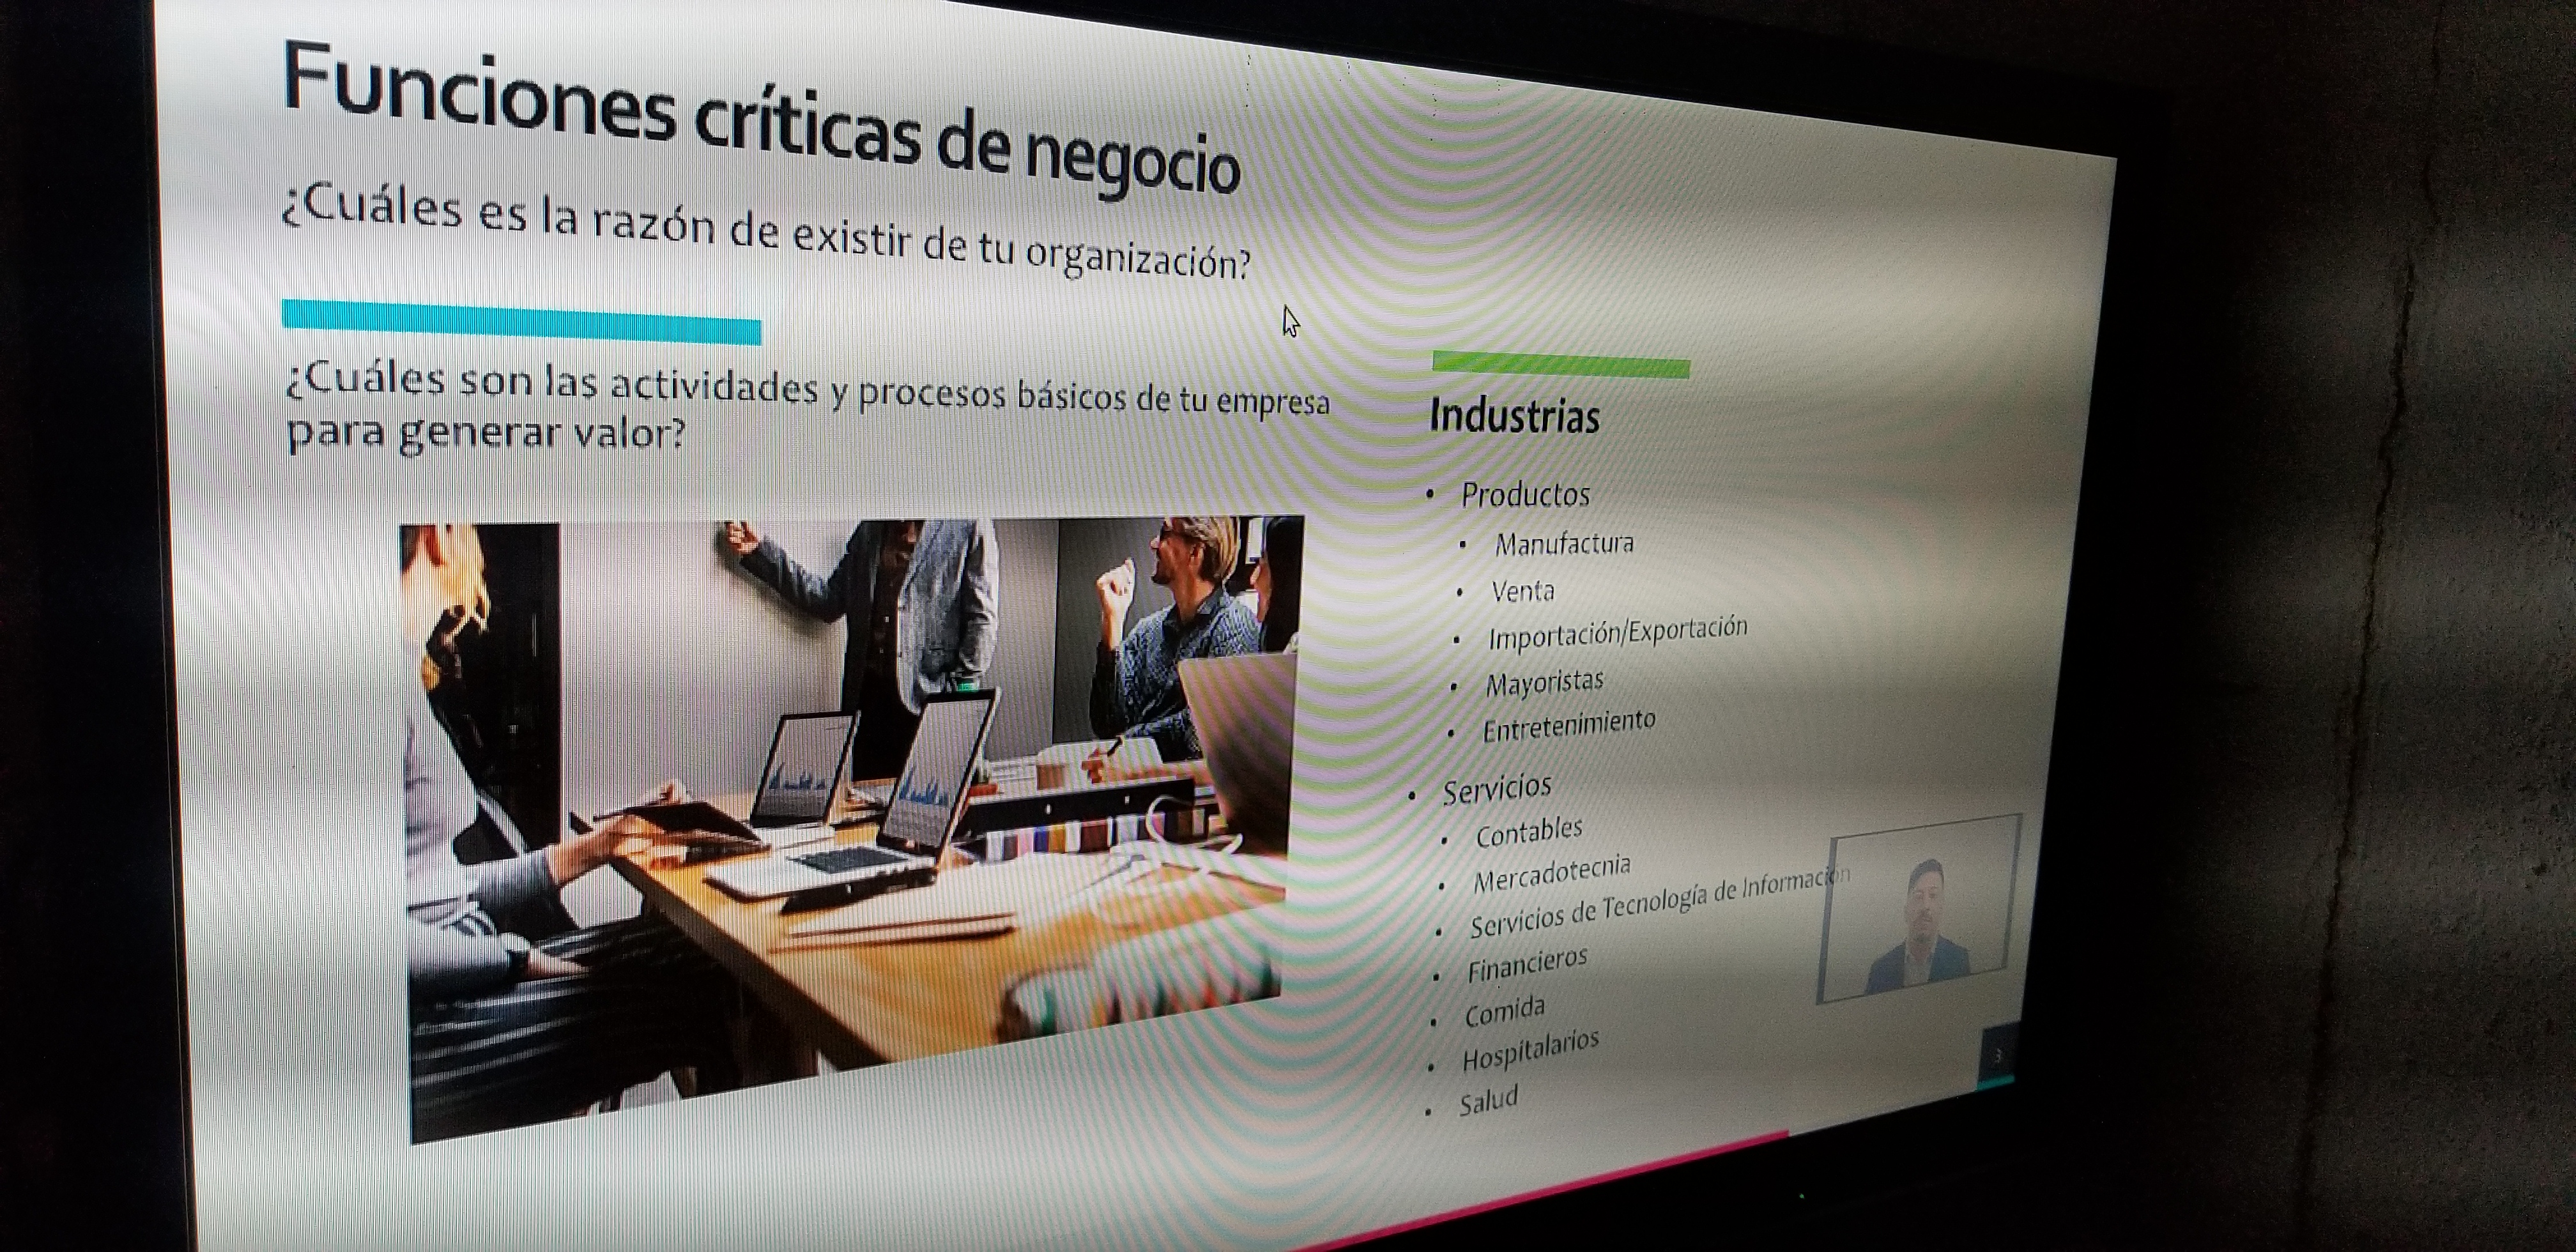 Funciones críticas de negocio
¿Cuáles es la razón de existir de tu organización?
¿Cuáles son las actividades y procesos básicos de tu empresa
para generar valor?
Industrias
• Productos
• Manufactura
• Venta
• Importación/Exportación
• Mayoristas
• Entretenimiento
• Servicios
• Contables
• Mercadotecnia
• Servicios de Tecnología de Información
• Financieros
• Comida
• Hospitalarios
• Salud
3